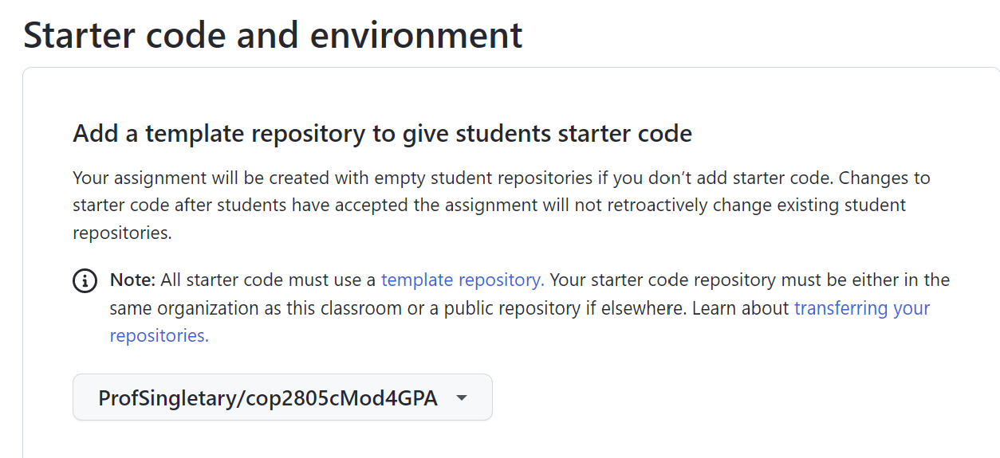 Starter code and environment
Add a template repository to give students starter code
Your assignment will be created with empty student repositories if you don’t add starter code. Changes to
starter code after students have accepted the assignment will not retroactively change existing student
repositories.
Note: All starter code must use a template repository. Your starter code repository must be either in the
same organization as this classroom or a public repository if elsewhere. Learn about transferring your
repositories.
ProfSingletary/cop2805cMod4GPA